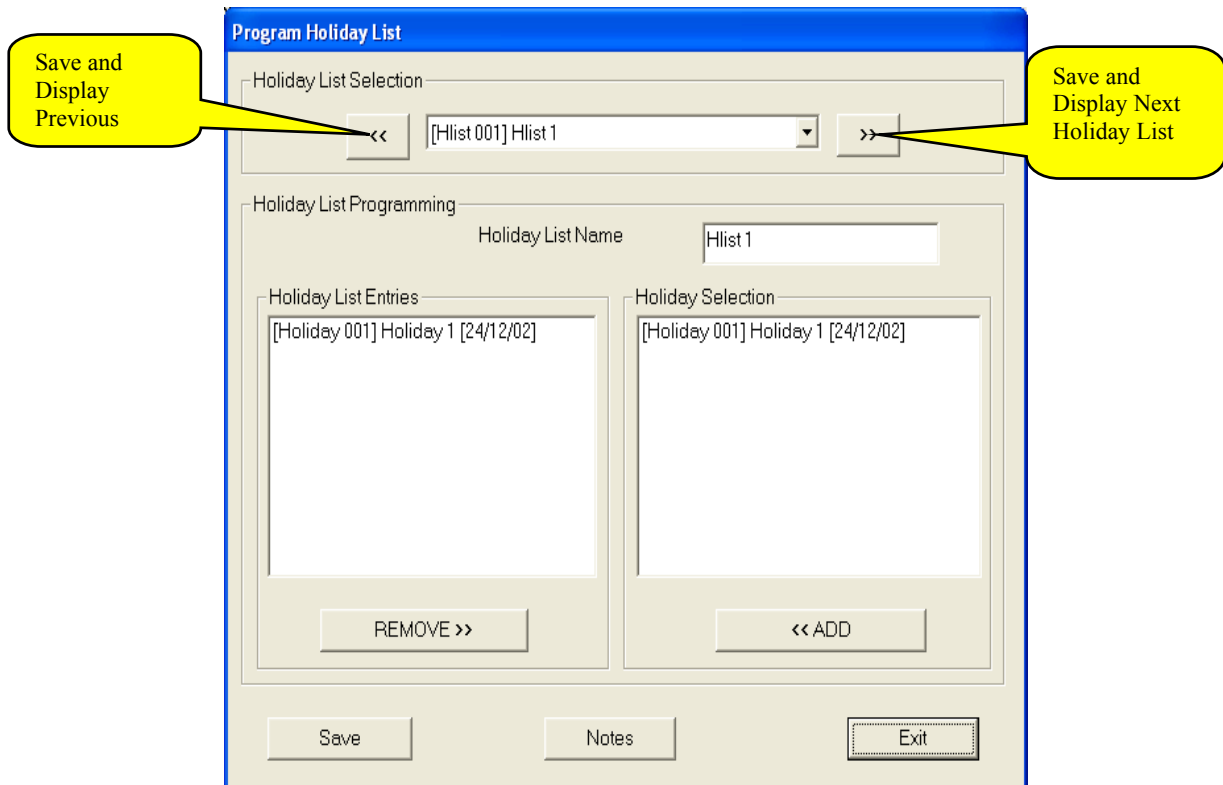 Program Holiday List
Save and
Display
Previous
Holiday List Selection
<<
[Hlist 001] Hlist 1
>>
Save and
Display Next
Holiday List
Holiday List Programming
Holiday List Name
Hlist 1
Holiday List Entries
[Holiday 001] Holiday 1 [24/12/02]
REMOVE >>
Holiday Selection
[Holiday 001] Holiday 1 [24/12/02]
<< ADD
Save
Notes
Exit